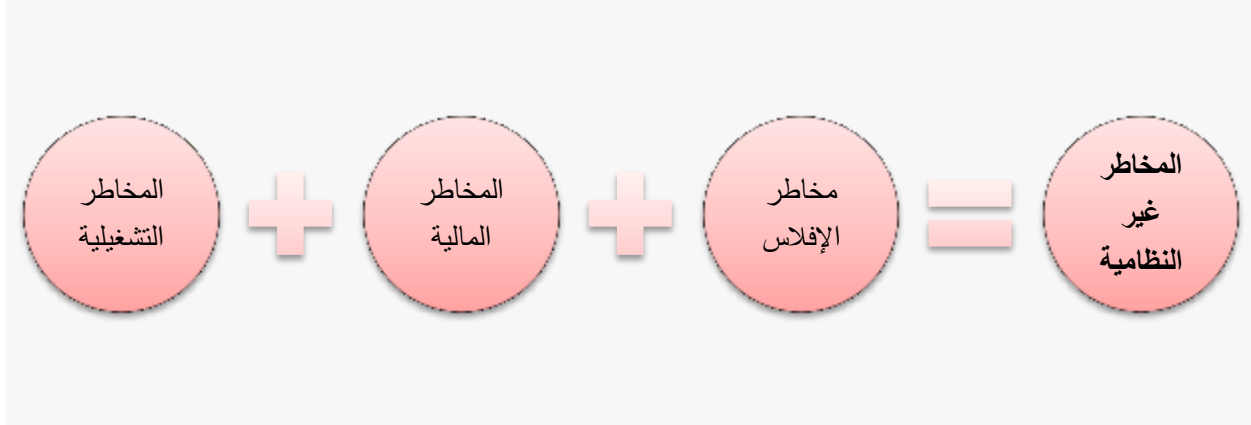 المخاطر
التشغيلية
المخاطر
المالية
مخاطر
الإفلاس
المخاطر
غير
النظامية